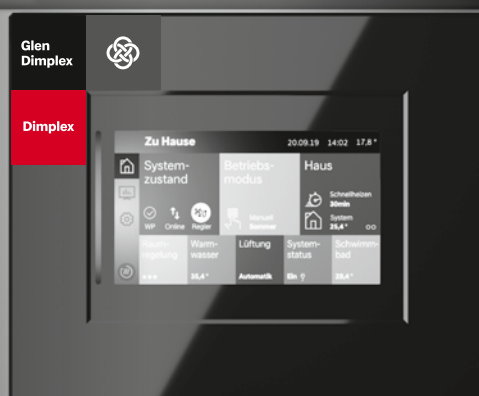 Glen
Dimplex
Dimplex
Zu Hause
20.09.19 14:02 17,8°
System-
zustand
Betriebs-
modus
Haus
Schnellheizen
30min
Manuell
Sommer
System
25,4°
WP Online Regler
Raum-
regelung
Warm-
wasser
Lüftung
System-
status
Schwimm-
bad
35,4°
Automatik
Ein
25,4°